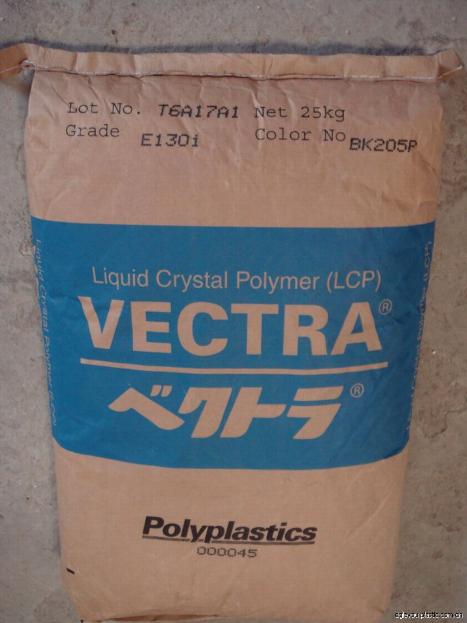 Lot No. T6A17A1 Net 25kg
Grade E130i Color No BK205P
Liquid Crystal Polymer (LCP)
VECTRA®
ベクトラ®
Polyplastics
000045